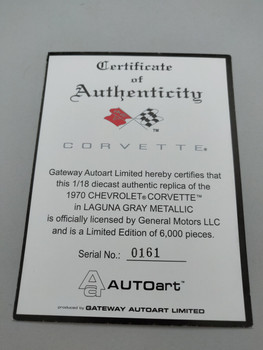 Certificate
of
Authenticity
TM
CORVETTE®
Gateway Autoart Limited hereby certifies that
this 1/18 diecast authentic replica of the
1970 CHEVROLET® CORVETTE™
in LAGUNA GRAY METALLIC
is officially licensed by General Motors LLC
and is a Limited Edition of 6,000 pieces.
Serial No.: 0161
AUTOart™
produced by GATEWAY AUTOART LIMITED